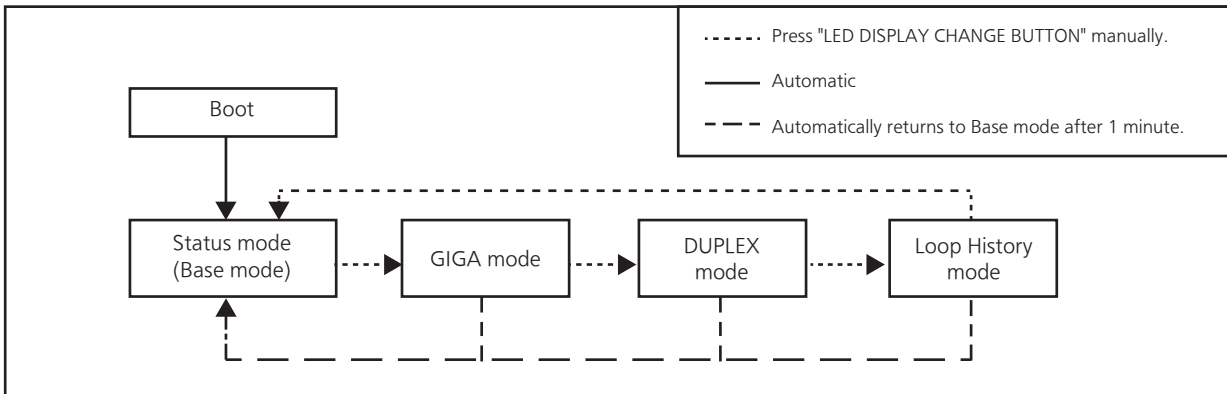 Press "LED DISPLAY CHANGE BUTTON" manually.
Automatic
Automatically returns to Base mode after 1 minute.
Boot
Status mode
(Base mode)
GIGA mode
DUPLEX
mode
Loop History
mode